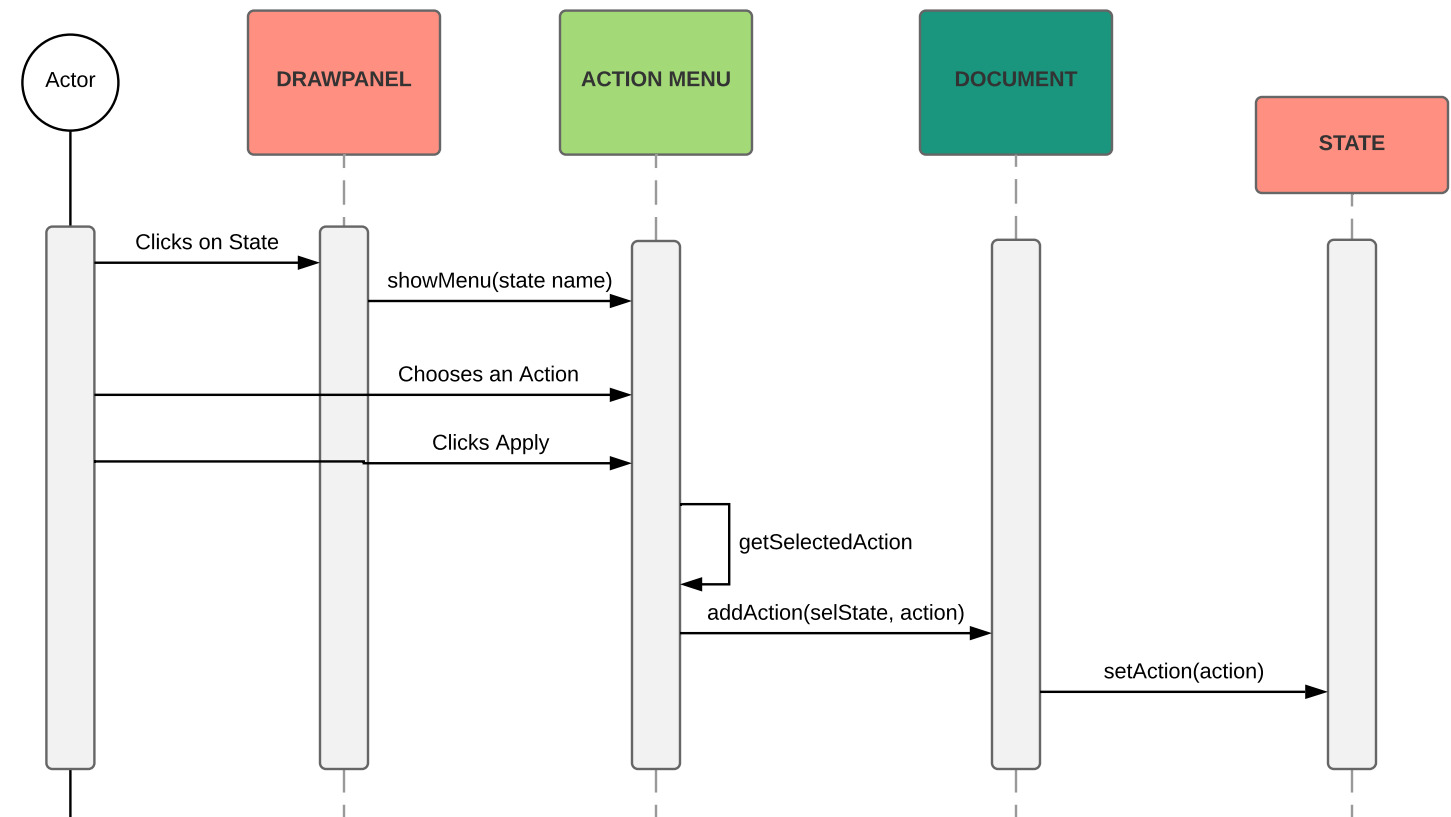 Actor
DRAWPANEL
ACTION MENU
DOCUMENT
STATE
Clicks on State
showMenu(state name)
Chooses an Action
Clicks Apply
getSelectedAction
addAction(selState, action)
setAction(action)